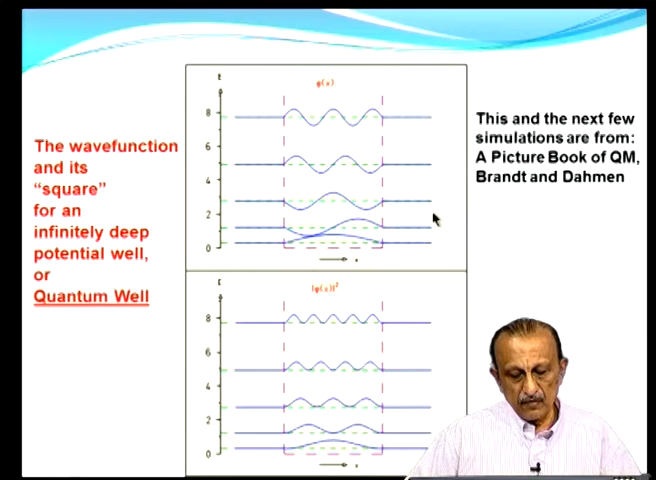 The wavefunction
and its
“square”
for an
infinitely deep
potential well,
or
Quantum Well
E
φ(x)
8
6
4
2
0
x
|φ(x)|²
8
6
4
2
0
x
This and the next few
simulations are from:
A Picture Book of QM,
Brandt and Dahmen